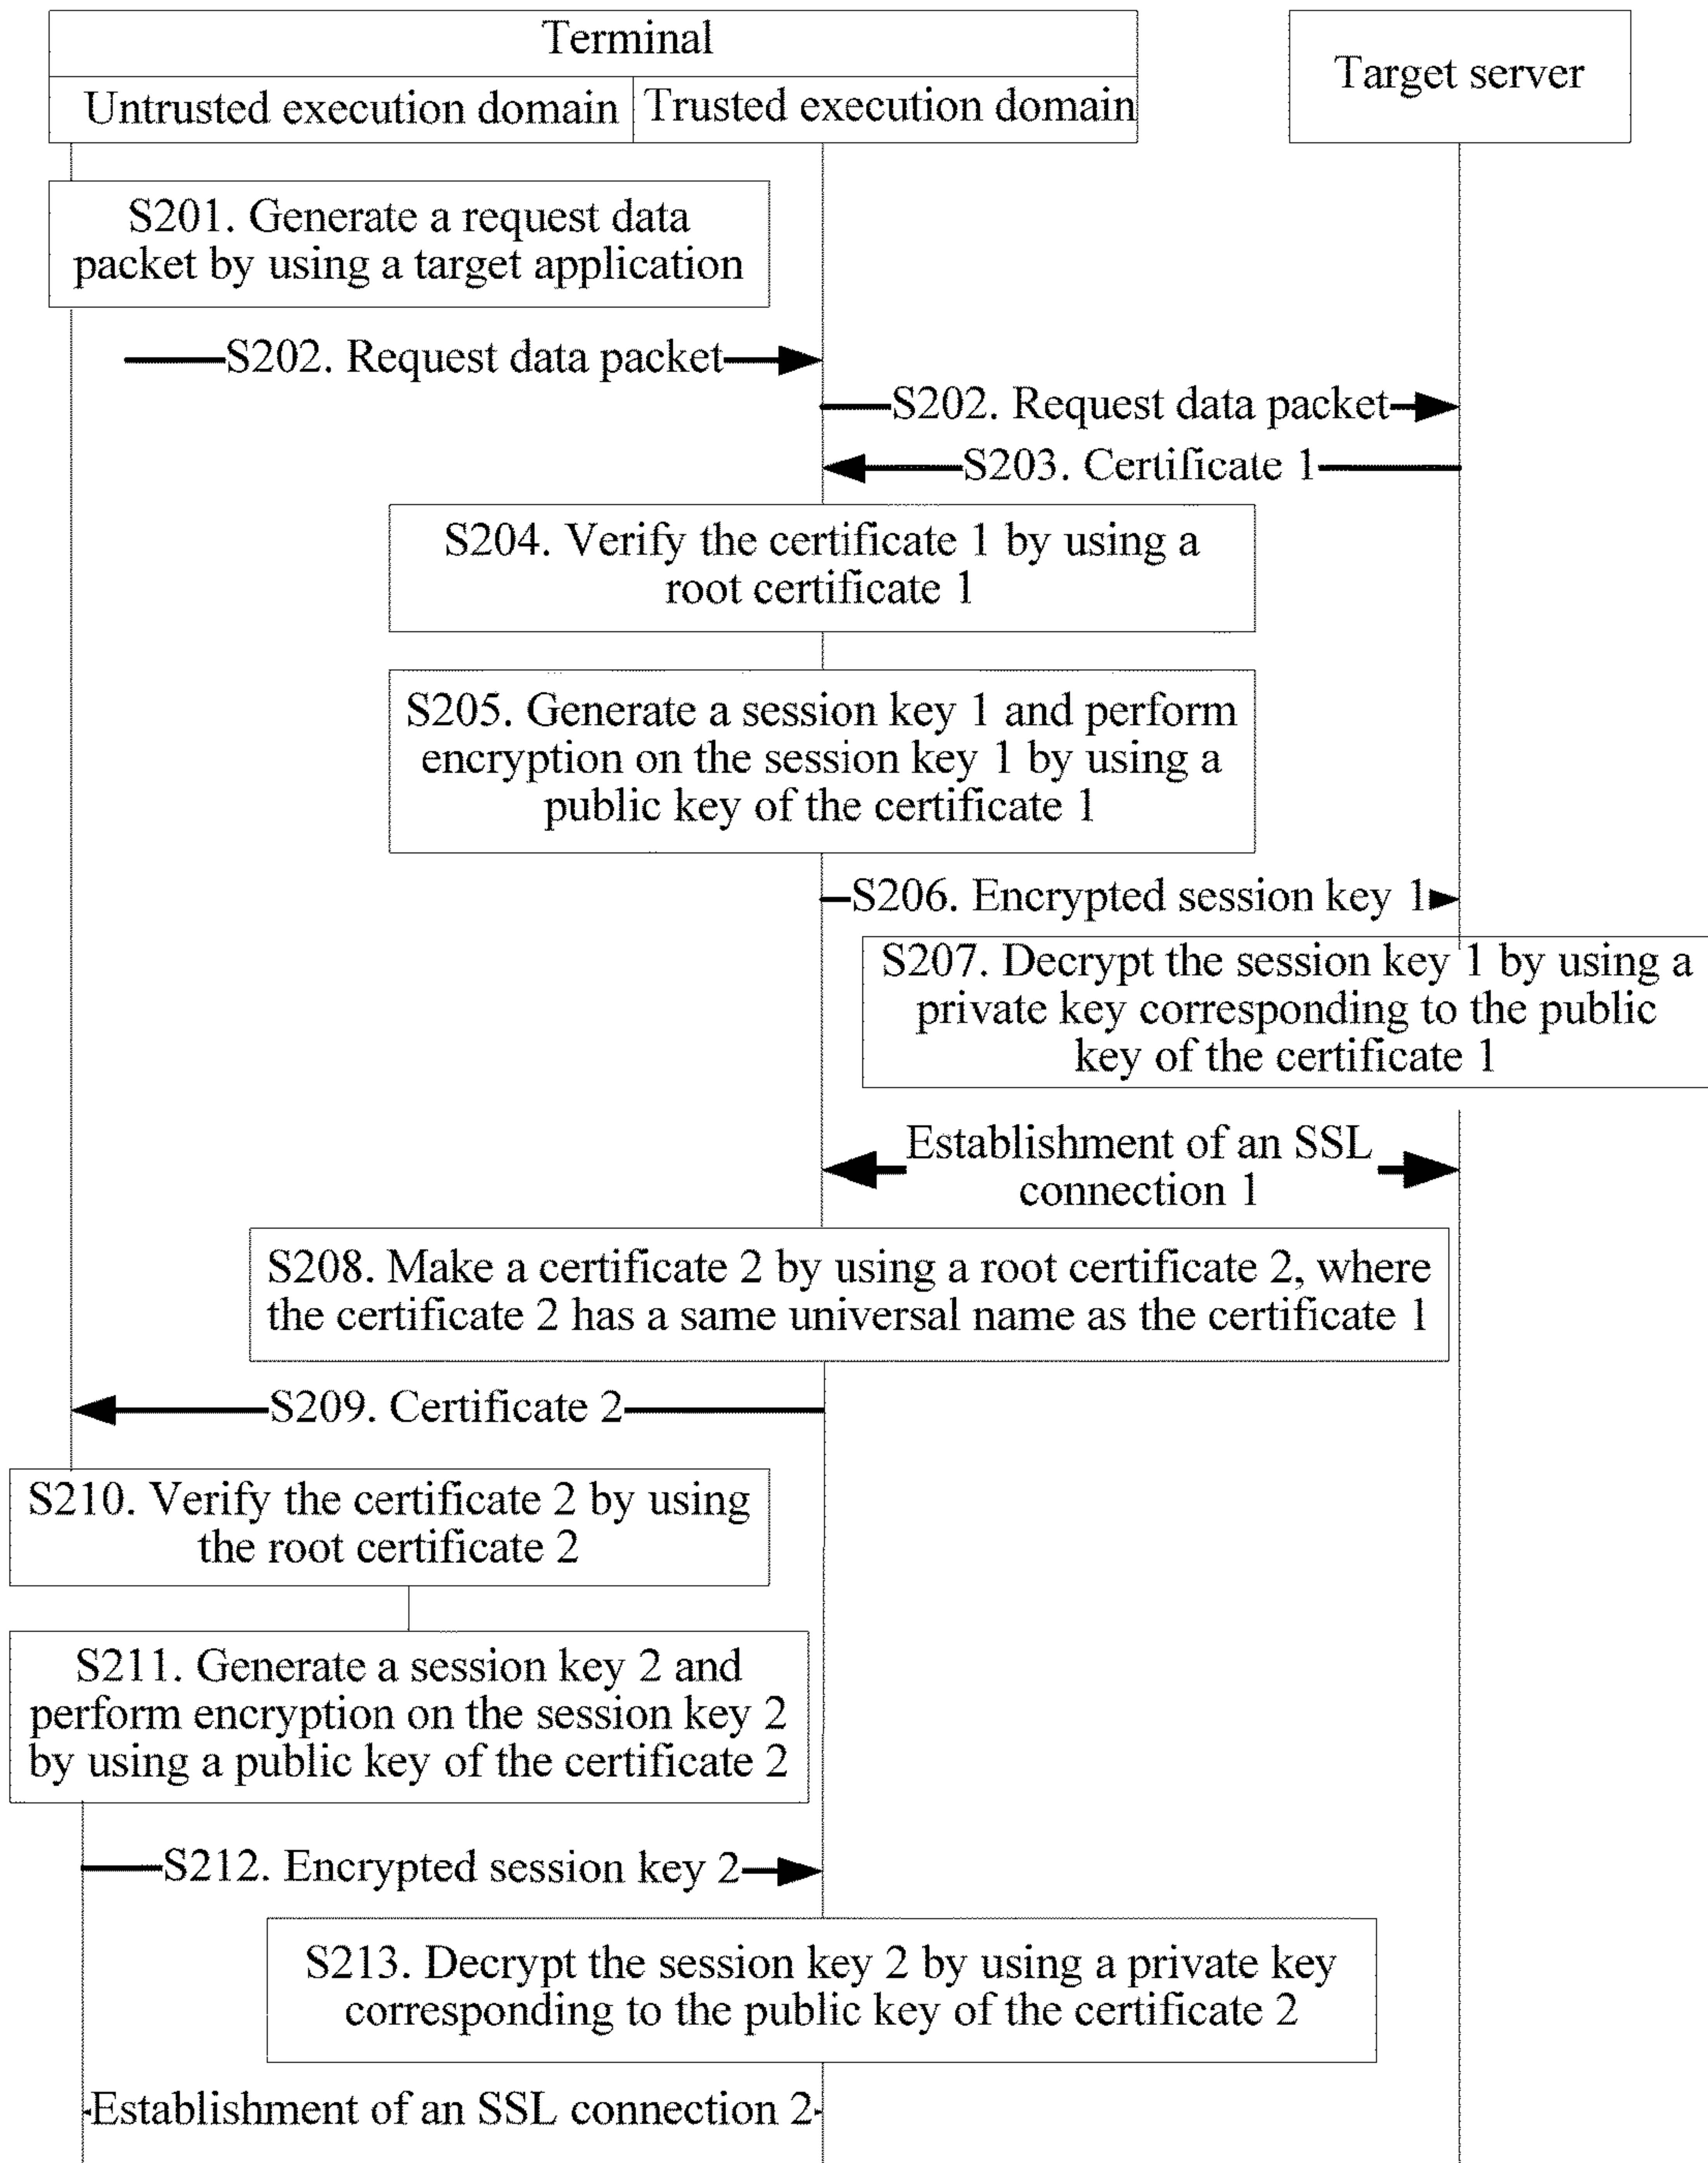 Terminal
Target server
Untrusted execution domain
Trusted execution domain
S201. Generate a request data
packet by using a target application
S202. Request data packet
S202. Request data packet
S203. Certificate 1
S204. Verify the certificate 1 by using a
root certificate 1
S205. Generate a session key 1 and perform
encryption on the session key 1 by using a
public key of the certificate 1
S206. Encrypted session key 1
S207. Decrypt the session key 1 by using a
private key corresponding to the public
key of the certificate 1
Establishment of an SSL
connection 1
S208. Make a certificate 2 by using a root certificate 2, where
the certificate 2 has a same universal name as the certificate 1
S209. Certificate 2
S210. Verify the certificate 2 by using
the root certificate 2
S211. Generate a session key 2 and
perform encryption on the session key 2
by using a public key of the certificate 2
S212. Encrypted session key 2
S213. Decrypt the session key 2 by using a private key
corresponding to the public key of the certificate 2
Establishment of an SSL connection 2